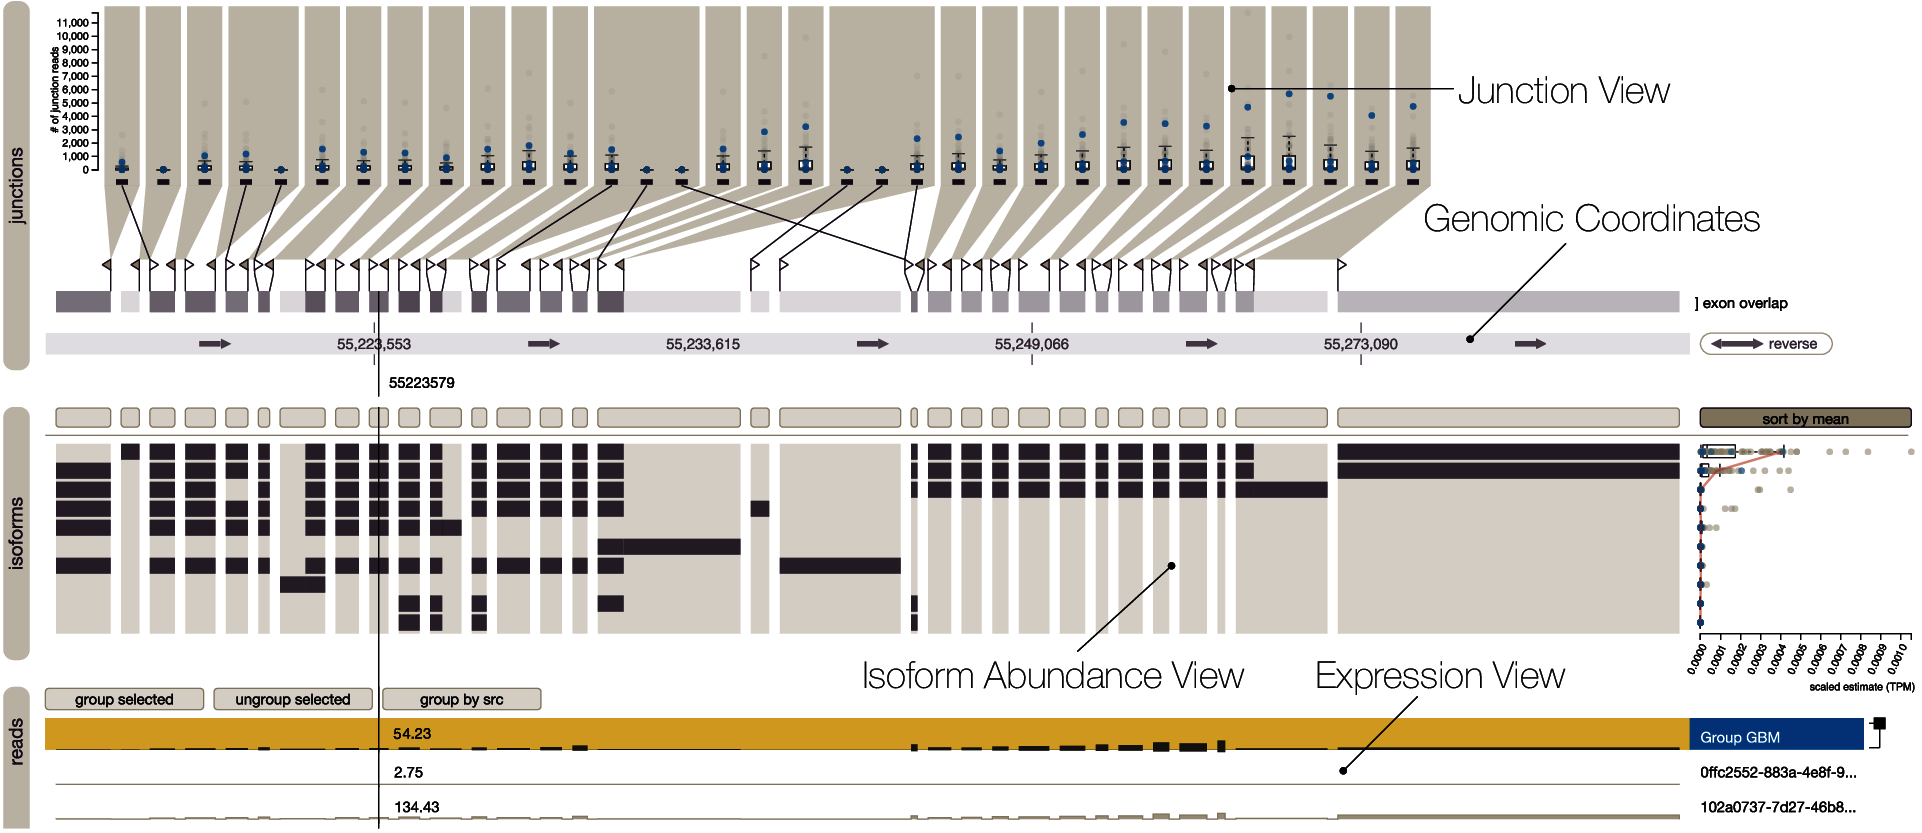 junctions
# of junction reads
11,000
10,000
9,000
8,000
7,000
6,000
5,000
4,000
3,000
2,000
1,000
0
Junction View
Genomic Coordinates
] exon overlap
55,223,553
55,233,615
55,249,066
55,273,090
reverse
55223579
isoforms
sort by mean
0.0000
0.0001
0.0002
0.0003
0.0004
0.0005
0.0006
0.0007
0.0008
0.0009
0.0010
scaled estimate (TPM)
Isoform Abundance View
Expression View
reads
group selected
ungroup selected
group by src
54.23
Group GBM
2.75
0ffc2552-883a-4e8f-9...
134.43
102a0737-7d27-46b8...